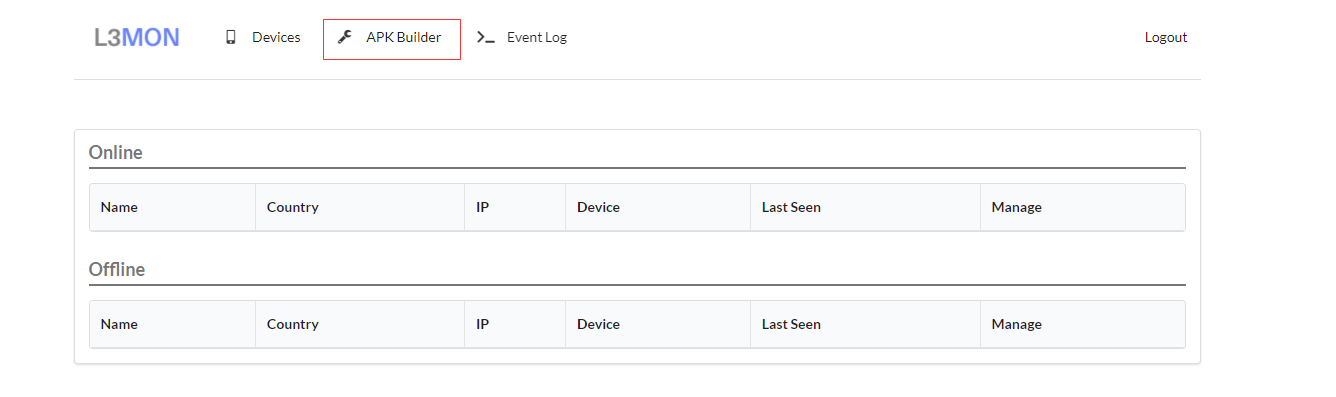 L3MON Devices APK Builder Event Log Logout
Online
Name Country IP Device Last Seen Manage
Offline
Name Country IP Device Last Seen Manage